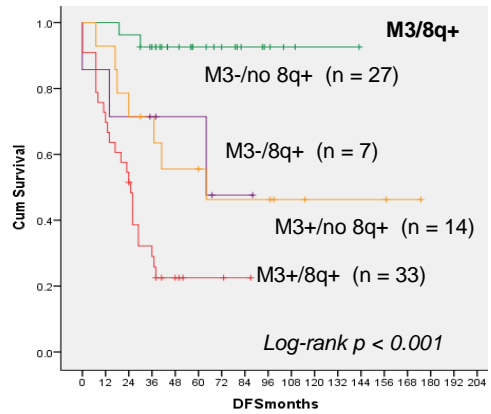 M3/8q+
M3-/no 8q+ (n = 27)
M3-/8q+ (n = 7)
M3+/no 8q+ (n = 14)
M3+/8q+ (n = 33)
Log-rank p < 0.001
Cum Survival
1.0
0.8
0.6
0.4
0.2
0.0
0 12 24 36 48 60 72 84 96 108 120 132 144 156 168 180 192 204
DFSmonths